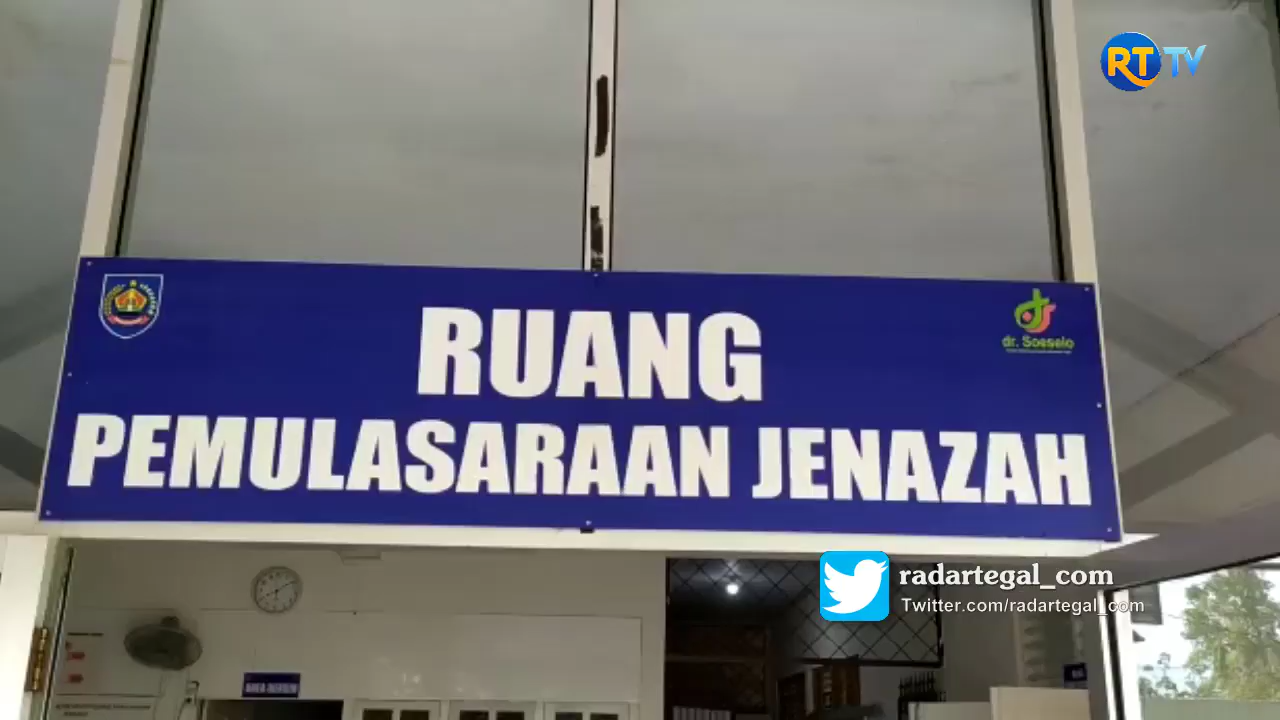 RT TV
RUANG
PEMULASARAAN JENAZAH
dr. Soeselo
radartegal_com
Twitter.com/radartegal_com